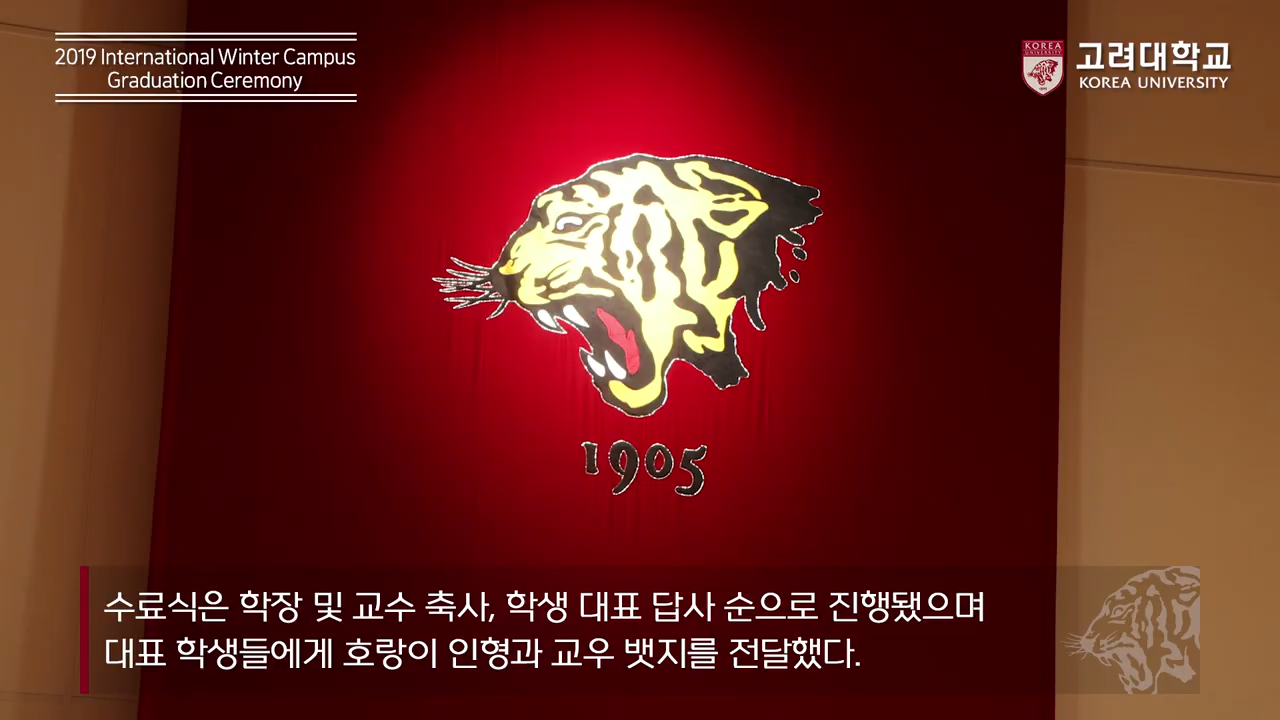 2019 International Winter Campus
Graduation Ceremony
KOREA
UNIVERSITY
고려대학교
KOREA UNIVERSITY
1905
수료식은 학장 및 교수 축사, 학생 대표 답사 순으로 진행됐으며
대표 학생들에게 호랑이 인형과 교우 뱃지를 전달했다.